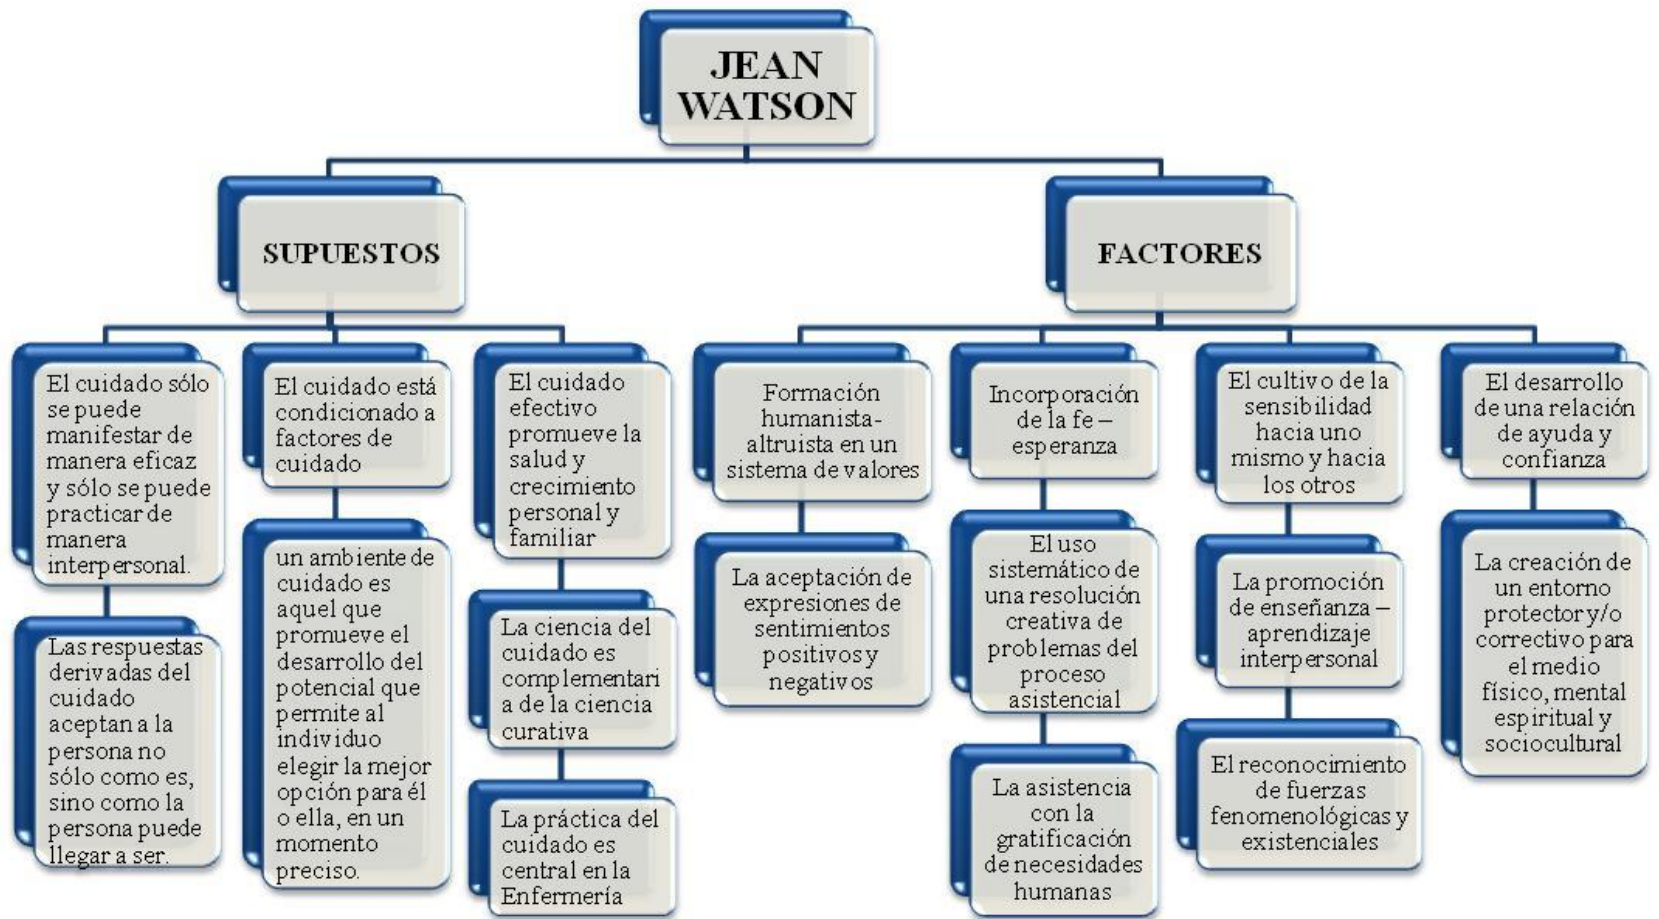 JEAN
WATSON
SUPUESTOS
El cuidado sólo
se puede
manifestar de
manera eficaz
y sólo se puede
practicar de
manera
interpersonal.
Las respuestas
derivadas del
cuidado
aceptan a la
persona no
sólo como es,
sino como la
persona puede
llegar a ser.
El cuidado está
condicionado a
factores de
cuidado
un ambiente de
cuidado es
aquel que
promueve el
desarrollo del
potencial que
permite al
individuo
elegir la mejor
opción para él
o ella, en un
momento
preciso.
El cuidado
efectivo
promueve la
salud y
crecimiento
personal y
familiar
La ciencia del
cuidado es
complementari
a de la ciencia
curativa
La práctica del
cuidado es
central en la
Enfermería
FACTORES
Formación
humanista-
altruista en un
sistema de valores
La aceptación de
expresiones de
sentimientos
positivos y
negativos
Incorporación
de la fe –
esperanza
El uso
sistemático de
una resolución
creativa de
problemas del
proceso
asistencial
La asistencia
con la
gratificación
de necesidades
humanas
El cultivo de la
sensibilidad
hacia uno
mismo y hacia
los otros
La promoción
de enseñanza –
aprendizaje
interpersonal
El reconocimiento
de fuerzas
fenomenológicas y
existenciales
El desarrollo
de una relación
de ayuda y
confianza
La creación de
un entorno
protector y/o
correctivo para
el medio
físico, mental
espiritual y
sociocultural